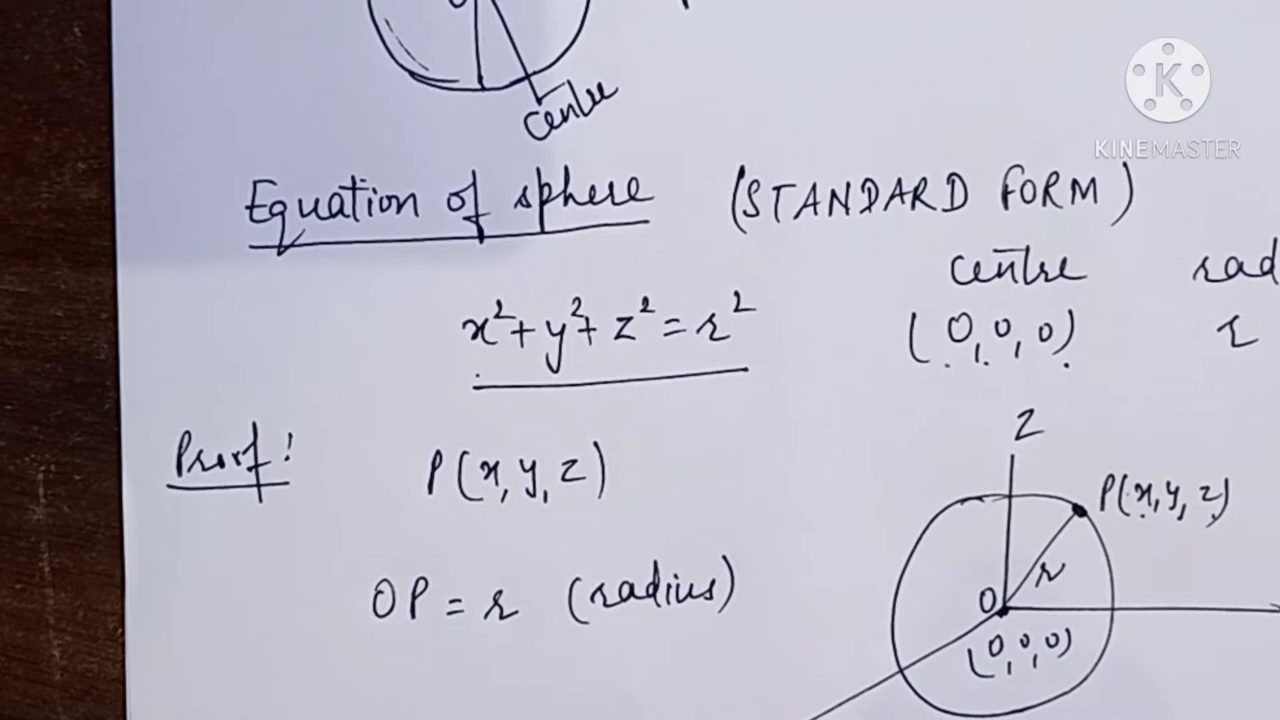 centre
K
KINEMASTER
Equation of sphere (STANDARD FORM)
centre rad
x²+y²+z²=r² (0,0,0) r
Proof:
P(x,y,z)
Z
P(x,y,z)
r
OP = r (radius)
O
(0,0,0)